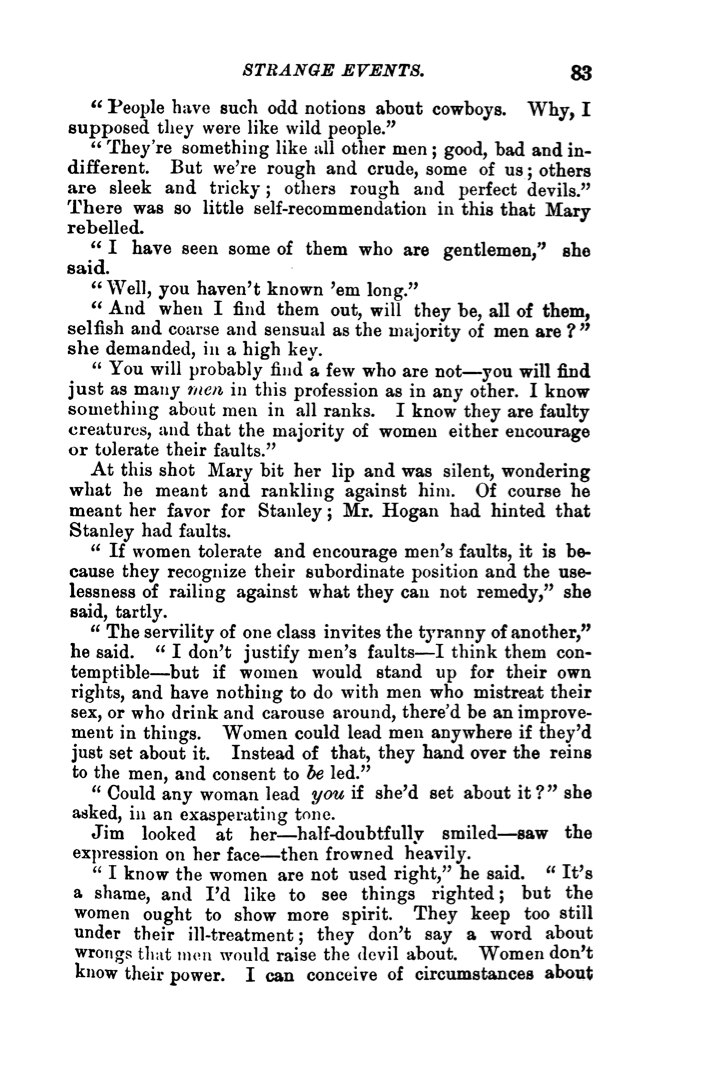 STRANGE EVENTS. 83
“ People have such odd notions about cowboys. Why, I
supposed they were like wild people.”
“ They're something like all other men ; good, bad and in-
different. But we're rough and crude, some of us ; others
are sleek and tricky ; others rough and perfect devils.”
There was so little self-recommendation in this that Mary
rebelled.
“ I have seen some of them who are gentlemen,” she
said.
“ Well, you haven't known 'em long.”
“ And when I find them out, will they be, all of them,
selfish and coarse and sensual as the majority of men are ? ”
she demanded, in a high key.
“ You will probably find a few who are not—you will find
just as many men in this profession as in any other. I know
something about men in all ranks. I know they are faulty
creatures, and that the majority of women either encourage
or tolerate their faults.”
At this shot Mary bit her lip and was silent, wondering
what he meant and rankling against him. Of course he
meant her favor for Stanley ; Mr. Hogan had hinted that
Stanley had faults.
“ If women tolerate and encourage men's faults, it is be-
cause they recognize their subordinate position and the use-
lessness of railing against what they can not remedy,” she
said, tartly.
“ The servility of one class invites the tyranny of another,”
he said. “ I don't justify men's faults—I think them con-
temptible—but if women would stand up for their own
rights, and have nothing to do with men who mistreat their
sex, or who drink and carouse around, there'd be an improve-
ment in things. Women could lead men anywhere if they'd
just set about it. Instead of that, they hand over the reins
to the men, and consent to be led.”
“ Could any woman lead you if she'd set about it ? ” she
asked, in an exasperating tone.
Jim looked at her—half-doubtfully smiled—saw the
expression on her face—then frowned heavily.
“ I know the women are not used right,” he said. “ It's
a shame, and I'd like to see things righted ; but the
women ought to show more spirit. They keep too still
under their ill-treatment ; they don't say a word about
wrongs that men would raise the devil about. Women don't
know their power. I can conceive of circumstances about